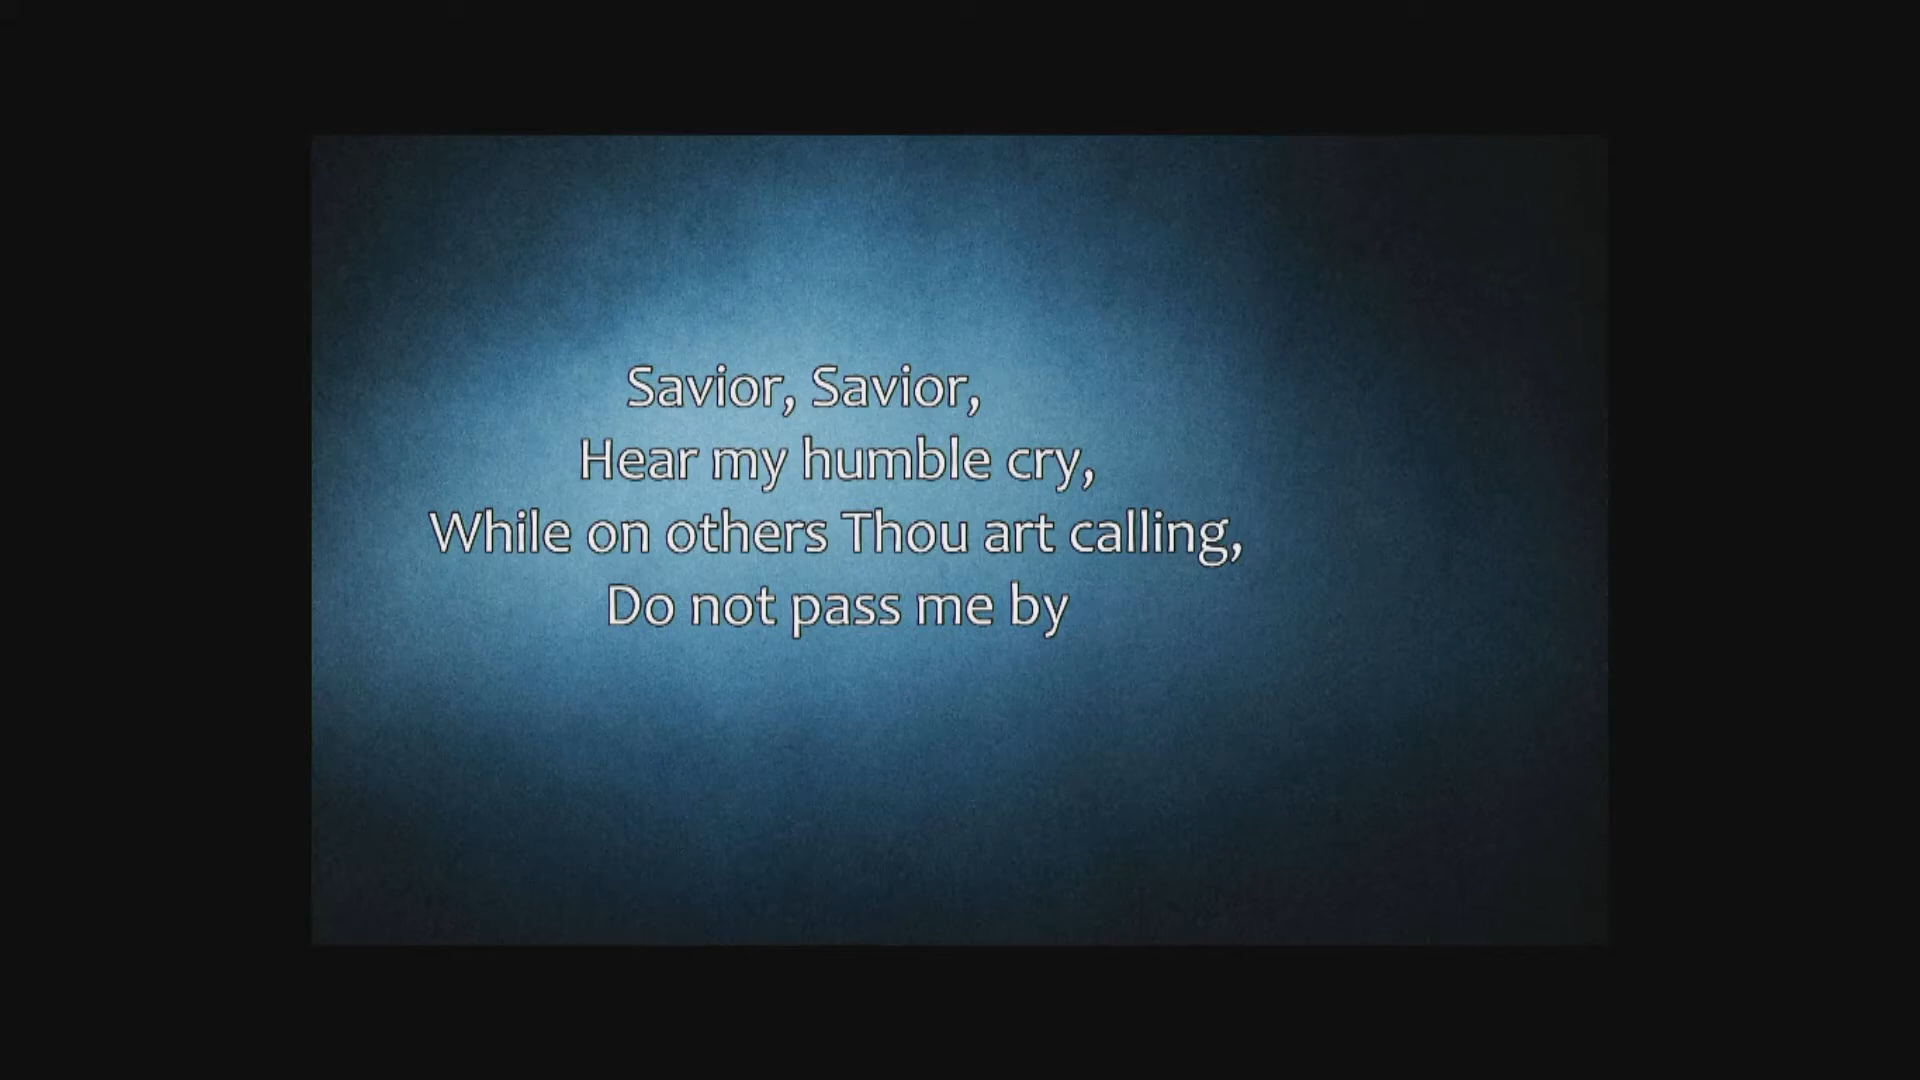 Savior, Savior,
Hear my humble cry,
While on others Thou art calling,
Do not pass me by